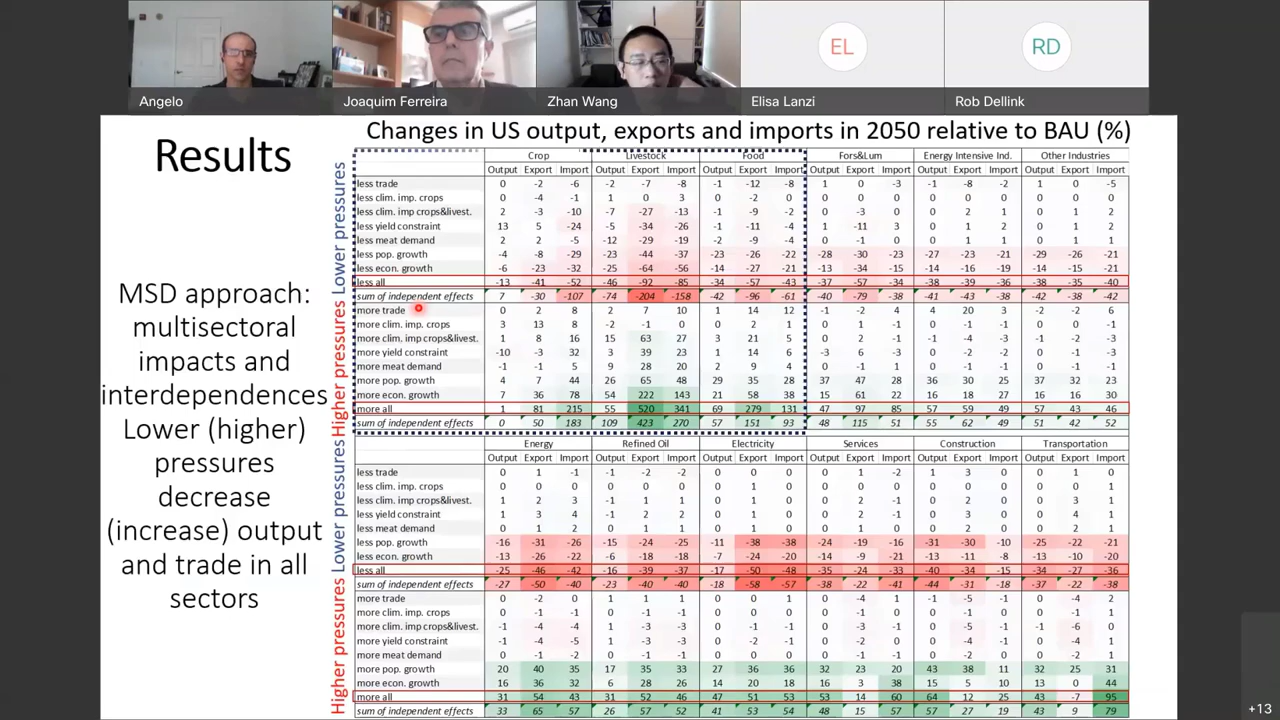 EL
RD
Angelo
Joaquim Ferreira
Zhan Wang
Elisa Lanzi
Rob Dellink
Results
MSD approach:
multisectoral
impacts and
interdependences
Lower (higher)
pressures
decrease
(increase) output
and trade in all
sectors
Changes in US output, exports and imports in 2050 relative to BAU (%)
Lower pressures
Higher pressures
Crop Livestock Food Fors&Lum Energy Intensive Ind. Other Industries
Output Export Import Output Export Import Output Export Import Output Export Import Output Export Import Output Export Import
less trade 0 -2 -6 -2 -7 -8 -1 -12 -8 1 0 -3 -1 -8 -2 1 0 -5
less clim. imp. crops 0 -4 -1 1 0 3 0 -2 0 0 0 0 0 0 0 0 0 0
less clim. imp crops&livest. 2 -3 -10 -7 -27 -13 -1 -9 -2 0 -3 0 0 2 1 0 1 2
less yield constraint 13 5 -24 -5 -34 -26 -1 -11 -4 1 -11 3 0 1 2 0 1 2
less meat demand 2 2 -5 -12 -29 -19 -2 -9 -4 0 -1 0 0 1 1 0 1 1
less pop. growth -4 -8 -29 -23 -44 -37 -23 -26 -22 -28 -30 -23 -27 -23 -21 -29 -26 -21
less econ. growth -6 -23 -32 -25 -64 -56 -14 -27 -21 -13 -34 -15 -14 -16 -19 -14 -15 -21
less all -13 -41 -52 -46 -92 -85 -34 -57 -43 -37 -51 -37 -38 -39 -36 -38 -35 -40
sum of independent effects 7 -30 -107 -74 -204 -158 -42 -96 -61 -40 -79 -38 -41 -43 -38 -42 -38 -42
more trade 0 2 8 2 7 10 1 14 12 -1 -2 4 4 20 3 -2 -2 6
more clim. imp. crops 3 13 8 -2 -1 0 0 2 1 0 1 -1 0 -1 -1 0 -1 -1
more clim. imp crops&livest. 1 8 16 15 63 27 3 21 5 0 2 -1 -1 -4 -3 -1 -2 -3
more yield constraint -10 -3 32 3 39 23 1 14 6 -3 6 -3 0 -2 -2 0 -1 -3
more meat demand -1 -1 5 9 28 20 2 9 4 0 -1 1 0 -1 -1 0 -1 -1
more pop. growth 4 7 44 26 65 48 29 35 28 37 47 28 36 30 25 37 32 23
more econ. growth 7 36 78 54 222 143 21 58 38 15 61 22 16 18 27 16 16 30
more all 1 81 215 55 520 341 69 279 131 47 97 85 57 59 49 57 43 46
sum of independent effects 0 50 183 109 423 270 57 151 93 48 115 51 55 62 49 51 42 52
Lower pressures
Higher pressures
Energy Refined Oil Electricity Services Construction Transportation
Output Export Import Output Export Import Output Export Import Output Export Import Output Export Import Output Export Import
less trade 0 1 -1 -1 -2 -2 0 0 0 0 1 -2 1 3 0 0 1 0
less clim. imp. crops 0 0 0 0 0 0 0 1 0 0 0 0 0 0 0 0 0 0
less clim. imp crops&livest. 1 2 3 0 1 1 0 1 0 0 2 -1 0 2 0 0 3 1
less yield constraint 1 3 4 0 2 2 0 1 0 0 2 -1 0 3 0 0 4 1
less meat demand 0 1 2 0 1 1 0 1 0 0 1 0 0 2 0 0 2 1
less pop. growth -16 -31 -26 -15 -24 -25 -11 -38 -38 -24 -19 -16 -31 -30 -10 -25 -22 -21
less econ. growth -13 -26 -22 -6 -18 -18 -7 -24 -20 -14 -9 -21 -13 -11 -8 -13 -10 -20
less all -25 -46 -42 -16 -39 -37 -17 -50 -48 -35 -24 -33 -40 -34 -15 -34 -27 -36
sum of independent effects -27 -50 -40 -23 -40 -40 -18 -58 -57 -38 -22 -41 -44 -31 -18 -37 -22 -38
more trade 0 -2 0 1 1 1 0 0 1 0 -4 1 -1 -5 -1 0 -4 2
more clim. imp. crops 0 -1 -1 0 -1 -1 0 0 0 0 -1 0 0 -1 0 0 -1 0
more clim. imp crops&livest. -1 -4 -4 -1 -3 -3 0 -1 -1 0 -3 -1 0 -5 -1 -1 -6 0
more yield constraint -1 -4 -5 -1 -3 -3 0 -2 -1 0 -2 0 0 -4 -1 0 -4 1
more meat demand 0 -1 -2 0 -1 -1 0 -1 0 0 -1 0 0 -2 0 0 -2 1
more pop. growth 20 40 35 17 35 33 27 36 36 32 23 20 43 38 11 32 25 31
more econ. growth 16 36 32 6 28 26 14 20 18 16 3 38 15 5 10 13 0 44
more all 31 54 43 31 52 46 47 51 53 53 14 60 64 12 25 43 -7 95
sum of independent effects 33 65 57 26 57 52 41 53 54 48 15 57 57 27 19 43 9 79
+13